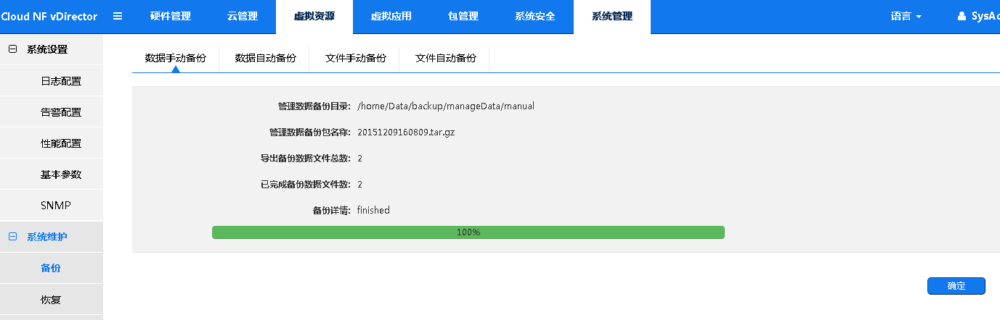 Cloud NF vDirector 硬件管理 云管理 虚拟资源 虚拟应用 包管理 系统安全 系统管理 语言 SysAd
系统设置
日志配置
告警配置
性能配置
基本参数
SNMP
系统维护
备份
恢复
数据手动备份 数据自动备份 文件手动备份 文件自动备份
管理数据备份目录: /home/Data/backup/manageData/manual
管理数据备份包名称: 20151209160809.tar.gz
导出备份数据文件总数: 2
已完成备份数据文件数: 2
备份详情: finished
100%
确定